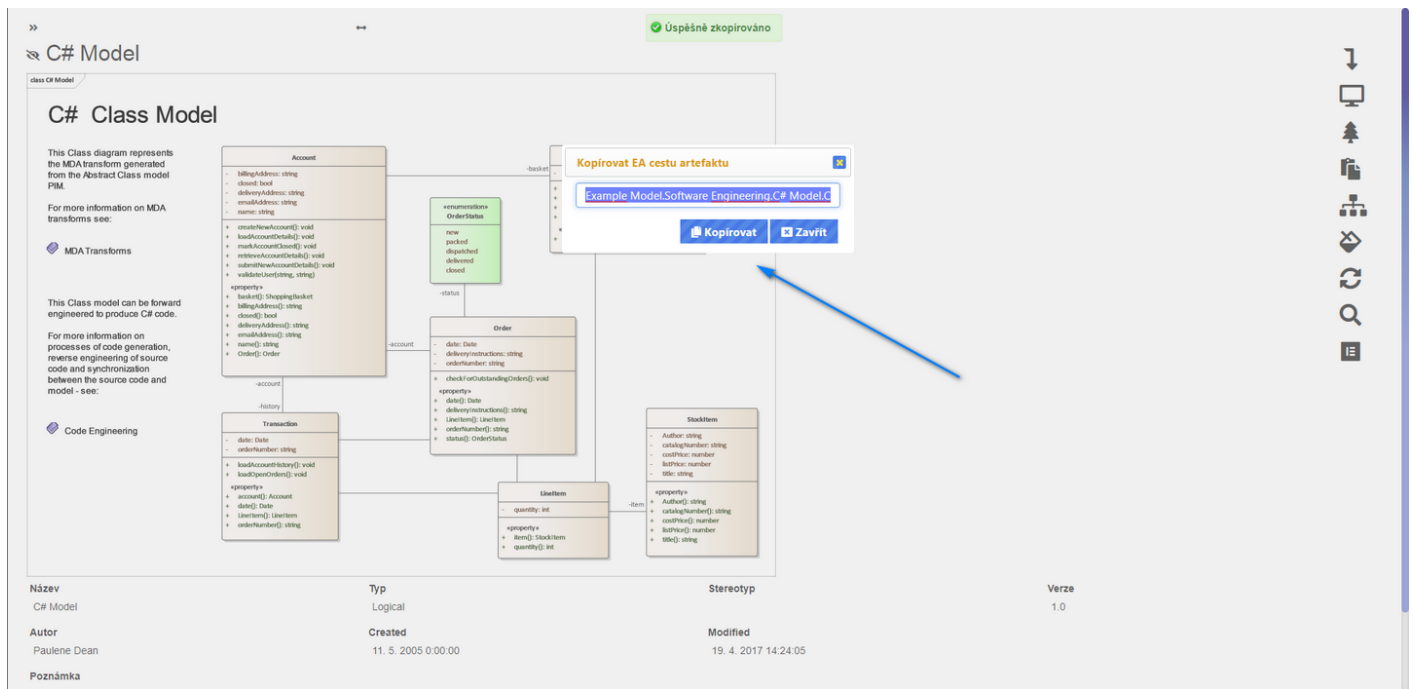 »
↔
Úspěšně zkopírováno
C# Model
class C# Model
C# Class Model
This Class diagram represents
the MDA transform generated
from the Abstract Class model
PIM.
For more information on MDA
transforms see:
MDA Transforms
This Class model can be forward
engineered to produce C# code.
For more information on
processes of code generation,
reverse engineering of source
code and synchronization
between the source code and
model - see:
Code Engineering
Account
- billingAddress: string
- closed: bool
- deliveryAddress: string
- emailAddress: string
- name: string
+ createNewAccount(): void
+ loadAccountDetails(): void
+ markAccountClosed(): void
+ retrieveAccountDetails(): void
+ submitNewAccountDetails(): void
+ validateUser(string, string)
«property»
+ basket(): ShoppingBasket
+ billingAddress(): string
+ closed(): bool
+ deliveryAddress(): string
+ emailAddress(): string
+ name(): string
+ Order(): Order
-basket
«enumeration»
OrderStatus
new
packed
dispatched
delivered
closed
-status
Kopírovat EA cestu artefaktu
Example Model.Software Engineering.C# Model.C
Kopírovat
Zavřít
-account
Order
- date: Date
- deliveryInstructions: string
- orderNumber: string
+ checkForOutstandingOrders(): void
«property»
+ date(): Date
+ deliveryInstructions(): string
+ LineItem(): LineItem
+ orderNumber(): string
+ status(): OrderStatus
-account
-history
Transaction
- date: Date
- orderNumber: string
+ loadAccountHistory(): void
+ loadOpenOrders(): void
«property»
+ account(): Account
+ date(): Date
+ LineItem(): LineItem
+ orderNumber(): string
LineItem
- quantity: int
«property»
+ item(): StockItem
+ quantity(): int
-item
StockItem
- Author: string
- catalogNumber: string
- costPrice: number
- listPrice: number
- title: string
«property»
+ Author(): string
+ catalogNumber(): string
+ costPrice(): number
+ listPrice(): number
+ title(): string
Název
Typ
Stereotyp
Verze
C# Model
Logical
1.0
Autor
Created
Modified
Paulene Dean
11. 5. 2005 0:00:00
19. 4. 2017 14:24:05
Poznámka